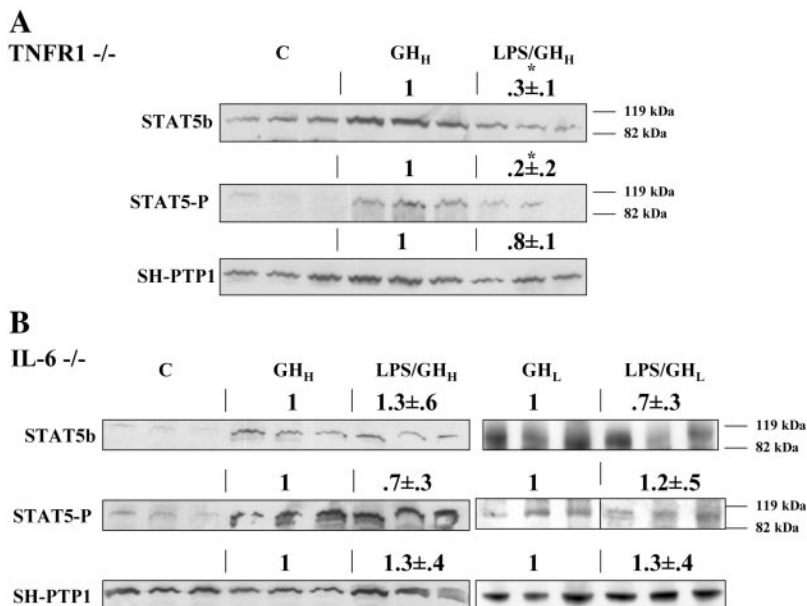 A
TNFR1 -/-
C GH_H LPS/GH_H
1 .3±.1*
STAT5b 119 kDa
82 kDa
1 .2±.2*
STAT5-P 119 kDa
82 kDa
1 .8±.1
SH-PTP1
B
IL-6 -/-
C GH_H LPS/GH_H GH_L LPS/GH_L
1 1.3±.6 1 .7±.3
STAT5b 119 kDa
82 kDa
1 .7±.3 1 1.2±.5
STAT5-P 119 kDa
82 kDa
1 1.3±.4 1 1.3±.4
SH-PTP1